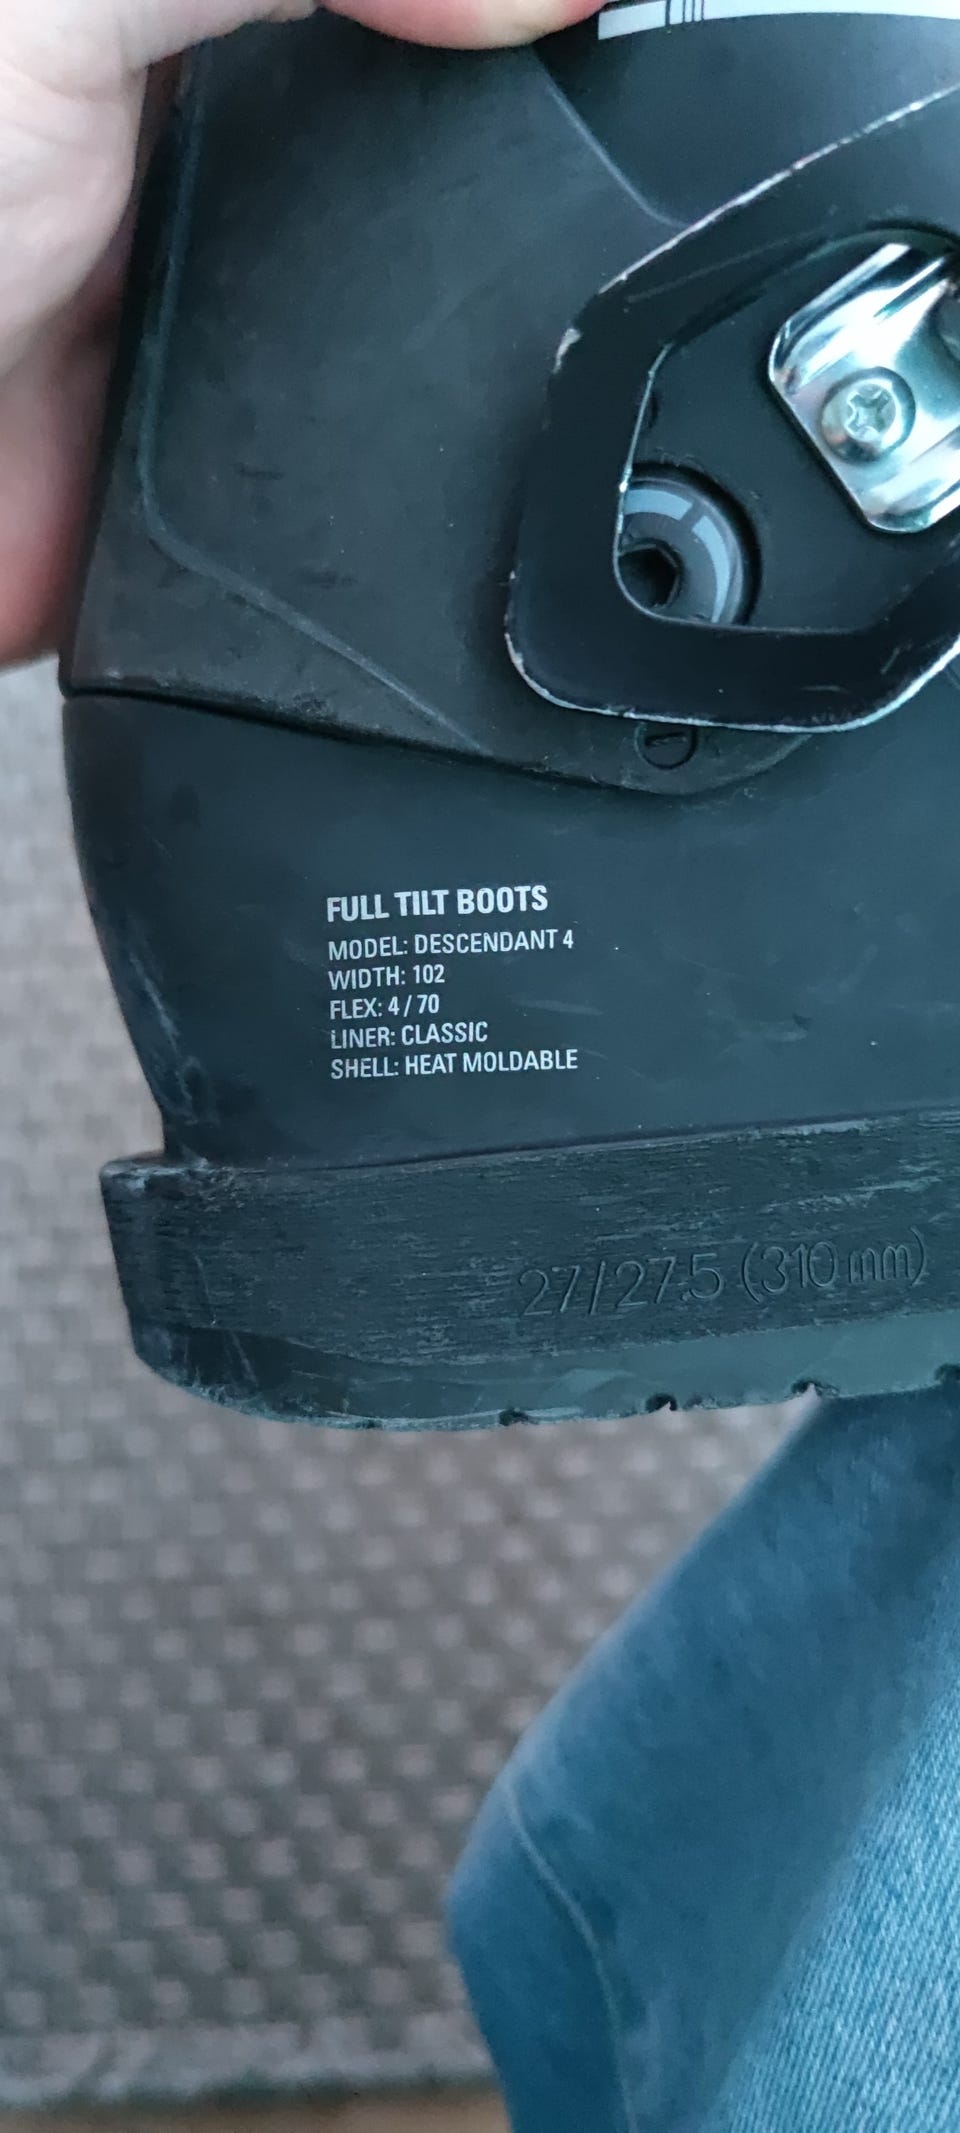 FULL TILT BOOTS
MODEL: DESCENDANT 4
WIDTH: 102
FLEX: 4 / 70
LINER: CLASSIC
SHELL: HEAT MOLDABLE
27/27.5 (310 mm)